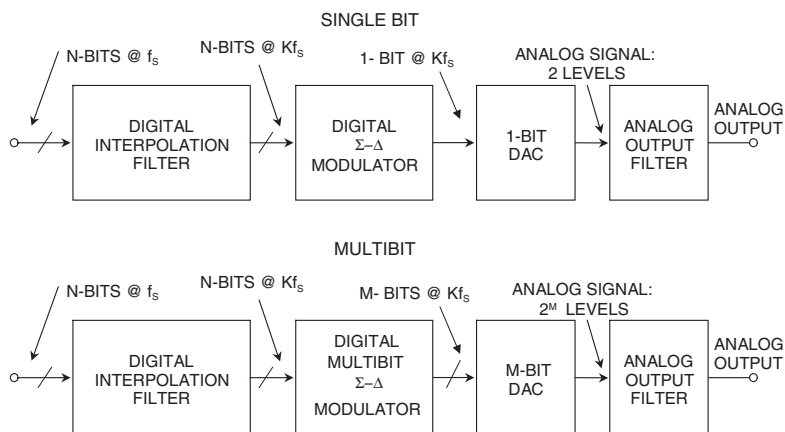 SINGLE BIT
N-BITS @ fS
N-BITS @ KfS
1- BIT @ KfS
ANALOG SIGNAL:
2 LEVELS
DIGITAL
INTERPOLATION
FILTER
DIGITAL
Σ–Δ
MODULATOR
1-BIT
DAC
ANALOG
OUTPUT
FILTER
ANALOG
OUTPUT
MULTIBIT
N-BITS @ fS
N-BITS @ KfS
M- BITS @ KfS
ANALOG SIGNAL:
2M LEVELS
DIGITAL
INTERPOLATION
FILTER
DIGITAL
MULTIBIT
Σ–Δ
MODULATOR
M-BIT
DAC
ANALOG
OUTPUT
FILTER
ANALOG
OUTPUT